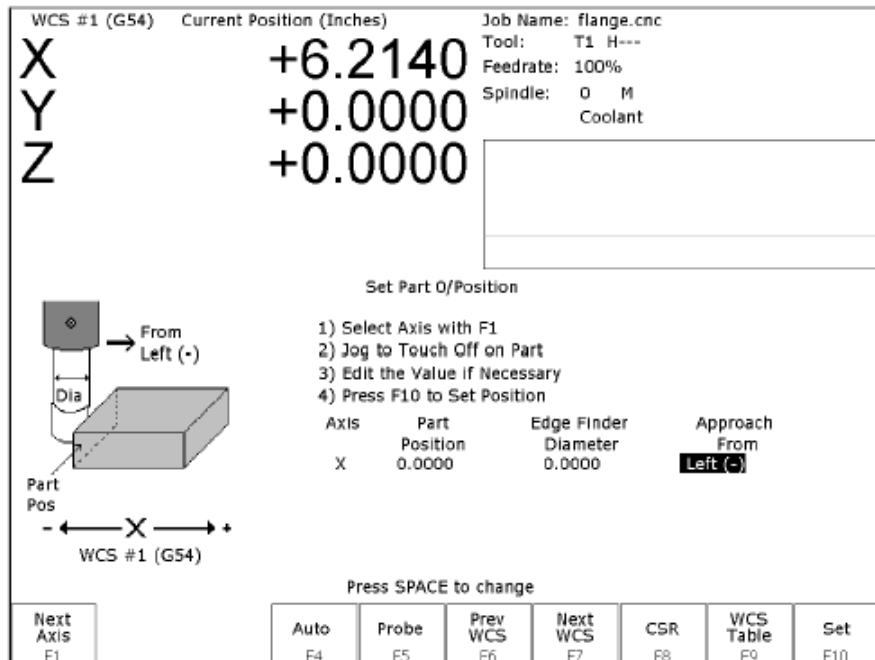 WCS #1 (G54) Current Position (Inches) Job Name: flange.cnc
X +6.2140
Y +0.0000
Z +0.0000
Tool: T1 H---
Feedrate: 100%
Spindle: 0 M
Coolant
Set Part 0/Position
1) Select Axis with F1
2) Jog to Touch Off on Part
3) Edit the Value if Necessary
4) Press F10 to Set Position
From
Left (-)
Dia
Part
Pos
- X +
WCS #1 (G54)
Axis Part Edge Finder Approach
Position Diameter From
X 0.0000 0.0000 Left (-)
Press SPACE to change
Next
Axis
F1
Auto
F4
Probe
F5
Prev
WCS
F6
Next
WCS
F7
CSR
F8
WCS
Table
F9
Set
F10